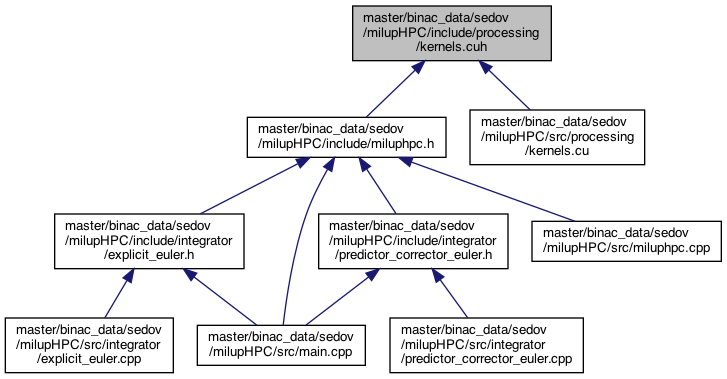 master/binac_data/sedov
/milupHPC/include/processing
/kernels.cuh
master/binac_data/sedov
/milupHPC/include/miluphpc.h
master/binac_data/sedov
/milupHPC/src/processing
/kernels.cu
master/binac_data/sedov
/milupHPC/include/integrator
/explicit_euler.h
master/binac_data/sedov
/milupHPC/include/integrator
/predictor_corrector_euler.h
master/binac_data/sedov
/milupHPC/src/miluphpc.cpp
master/binac_data/sedov
/milupHPC/src/integrator
/explicit_euler.cpp
master/binac_data/sedov
/milupHPC/src/main.cpp
master/binac_data/sedov
/milupHPC/src/integrator
/predictor_corrector_euler.cpp